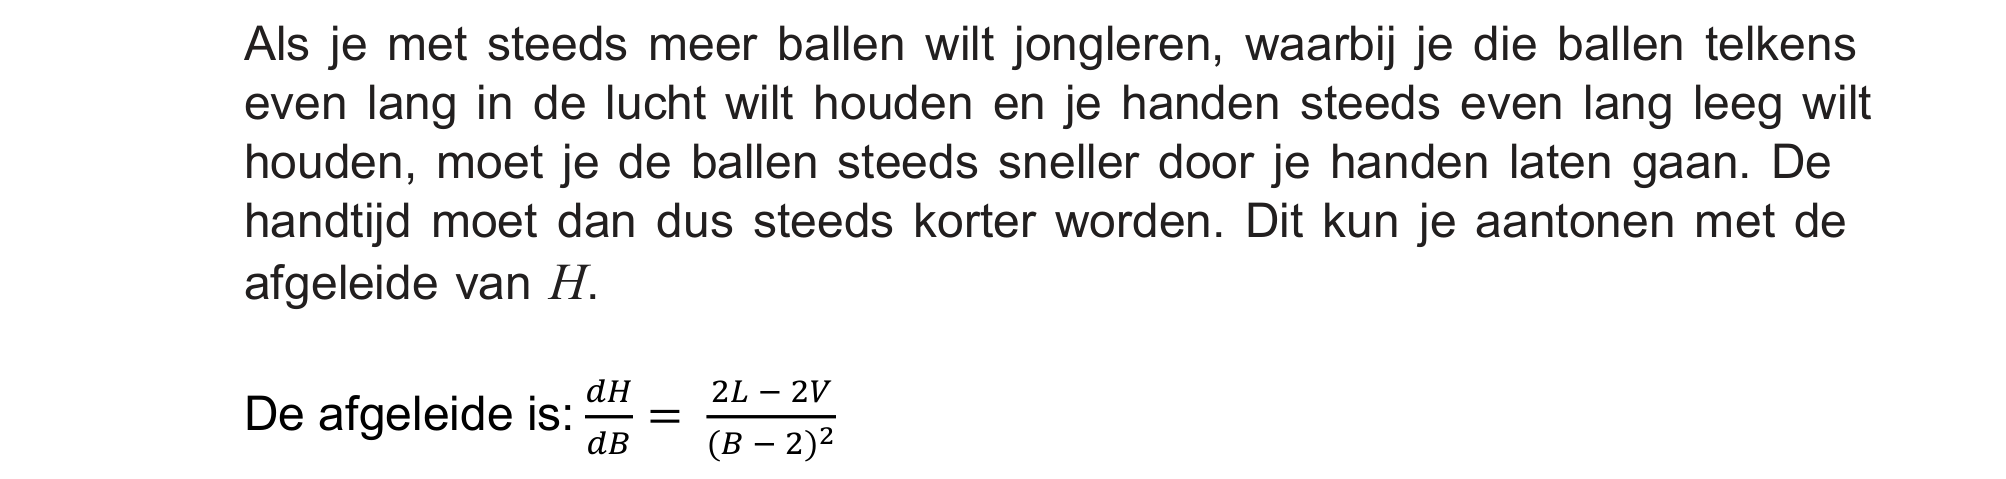 Als je met steeds meer ballen wilt jongleren, waarbij je die ballen telkens
even lang in de lucht wilt houden en je handen steeds even lang leeg wilt
houden, moet je de ballen steeds sneller door je handen laten gaan. De
handtijd moet dan dus steeds korter worden. Dit kun je aantonen met de
afgeleide van H.
De afgeleide is: dH/dB = (2L − 2V)/(B − 2)²